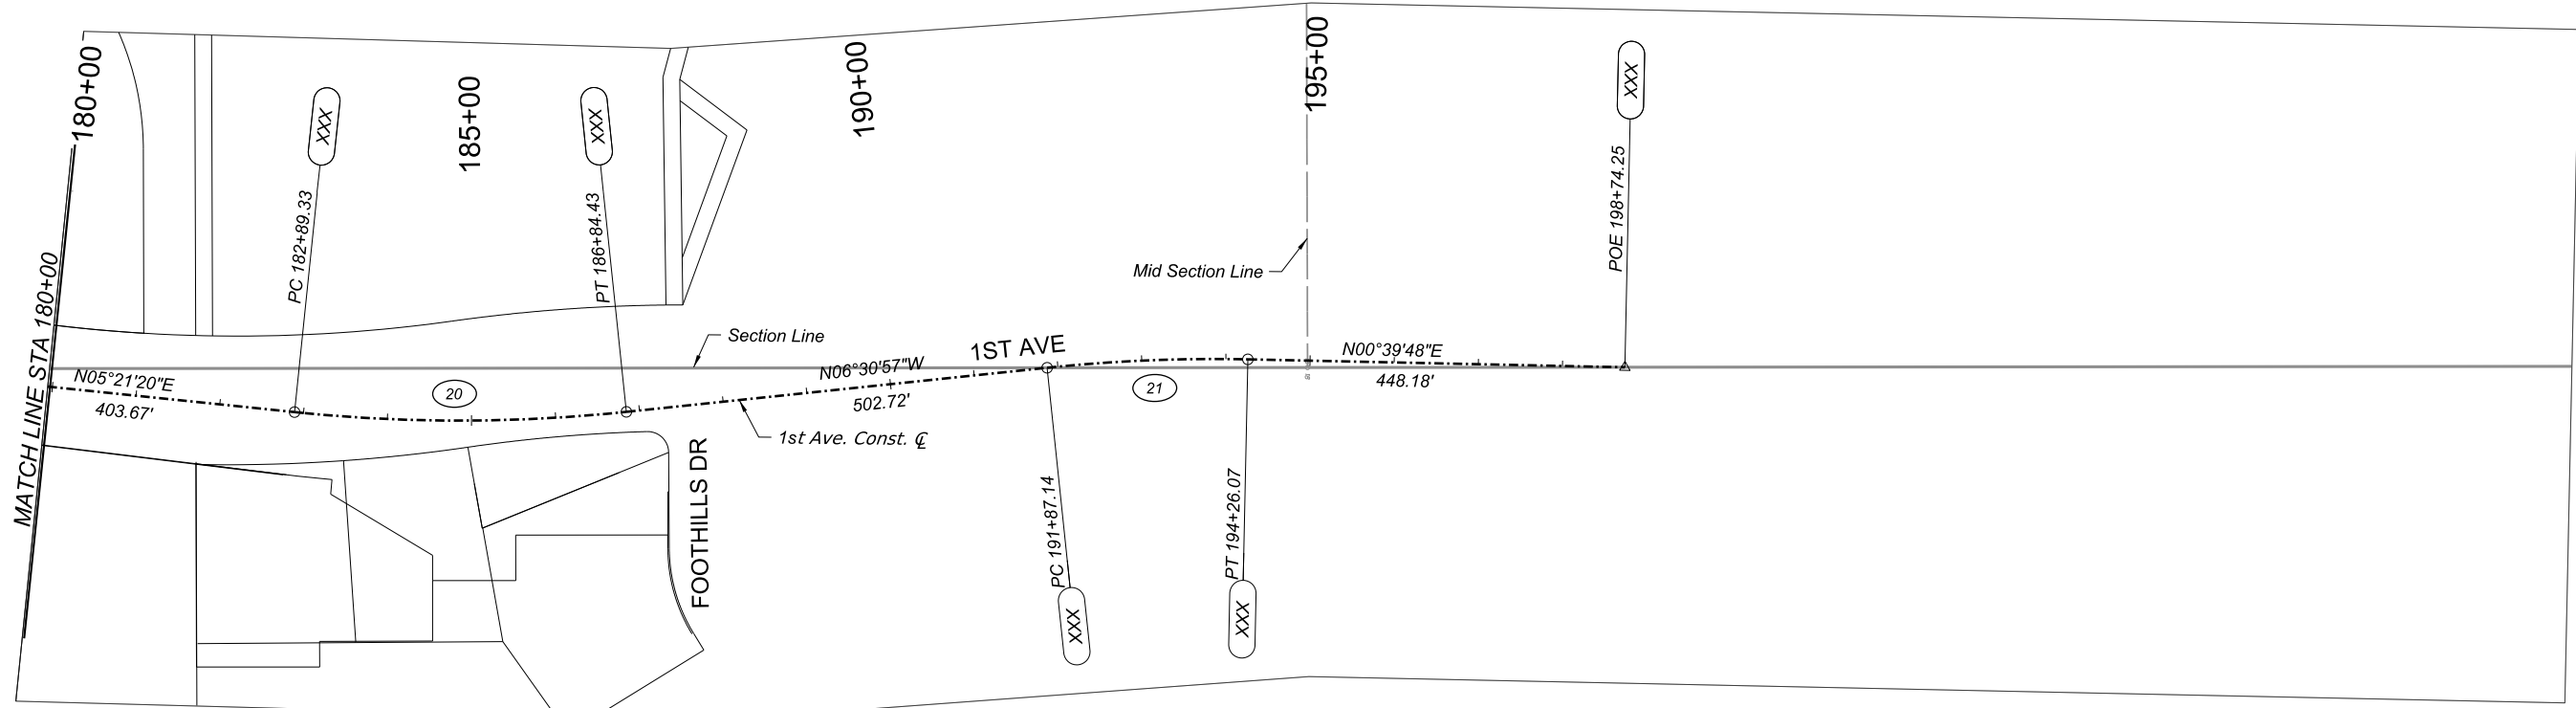 180+00
185+00
190+00
195+00
XXX
XXX
XXX
PC 182+89.33
PT 186+84.43
POE 198+74.25
MATCH LINE STA 180+00
Mid Section Line
Section Line
1ST AVE
N05°21'20"E
403.67'
20
N06°30'57"W
502.72'
21
N00°39'48"E
448.18'
1st Ave. Const. ℄
FOOTHILLS DR
PC 191+87.14
PT 194+26.07
XXX
XXX